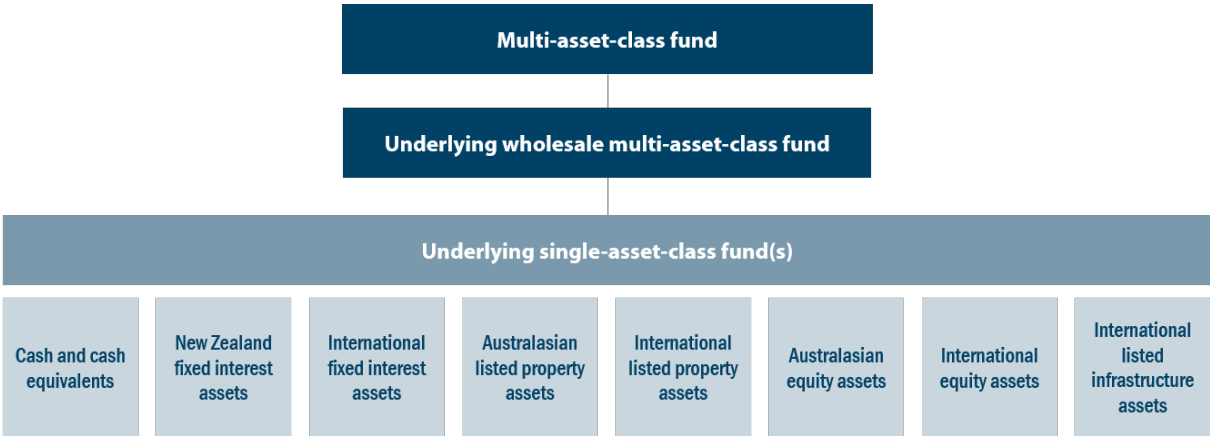 Multi-asset-class fund
Underlying wholesale multi-asset-class fund
Underlying single-asset-class fund(s)
Cash and cash
equivalents
New Zealand
fixed interest
assets
International
fixed interest
assets
Australasian
listed property
assets
International
listed property
assets
Australasian
equity assets
International
equity assets
International
listed
infrastructure
assets